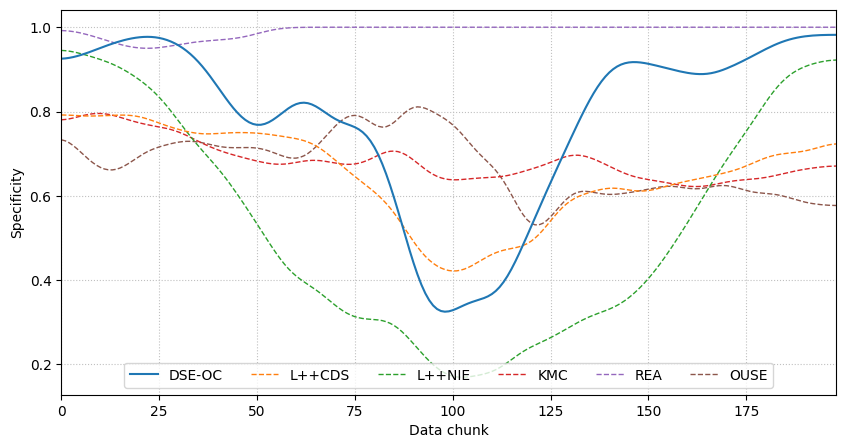 1.0
0.8
0.6
0.4
0.2
Specificity
DSE-OC L++CDS L++NIE KMC REA OUSE
0 25 50 75 100 125 150 175
Data chunk